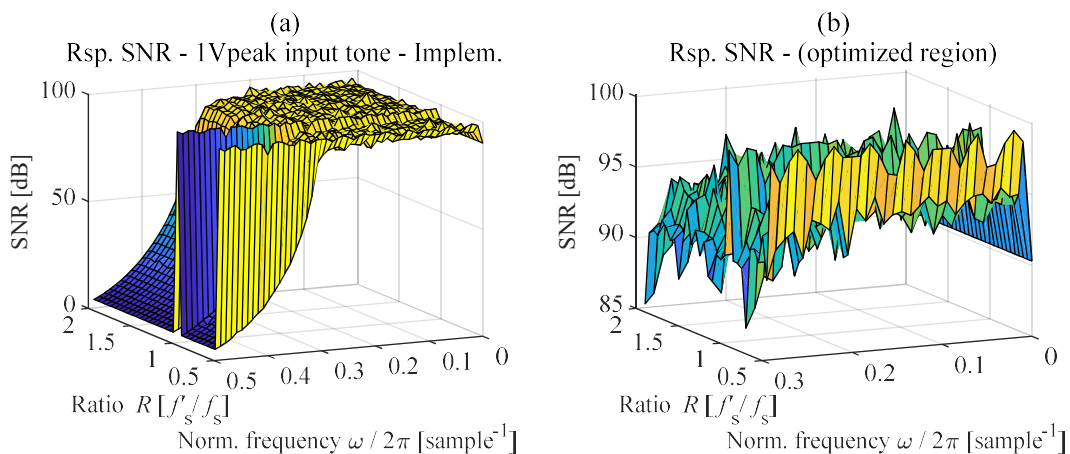 (a)
Rsp. SNR - 1Vpeak input tone - Implem.
100
50
0
SNR [dB]
2
1.5
1
0.5
Ratio R [f's/fs]
0.5
0.4
0.3
0.2
0.1
0
Norm. frequency ω / 2π [sample⁻¹]
(b)
Rsp. SNR - (optimized region)
100
95
90
85
SNR [dB]
2
1.5
1
0.5
Ratio R [f's/fs]
0.3
0.2
0.1
0
Norm. frequency ω / 2π [sample⁻¹]